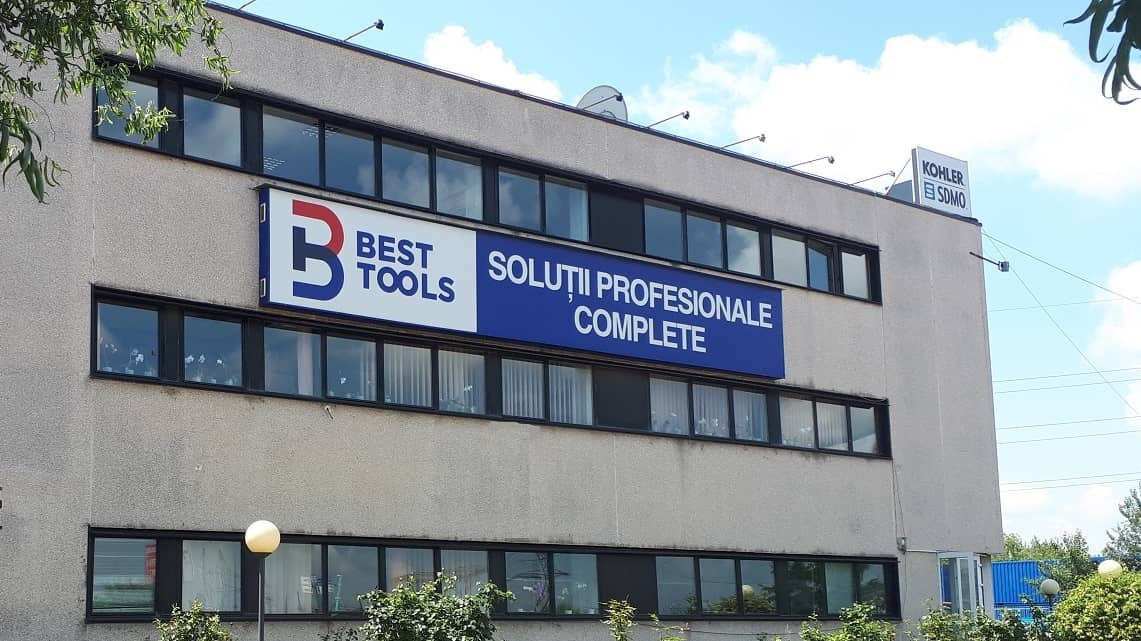 BEST
TOOLS
SOLUȚII PROFESIONALE
COMPLETE
KOHLER
SDMO